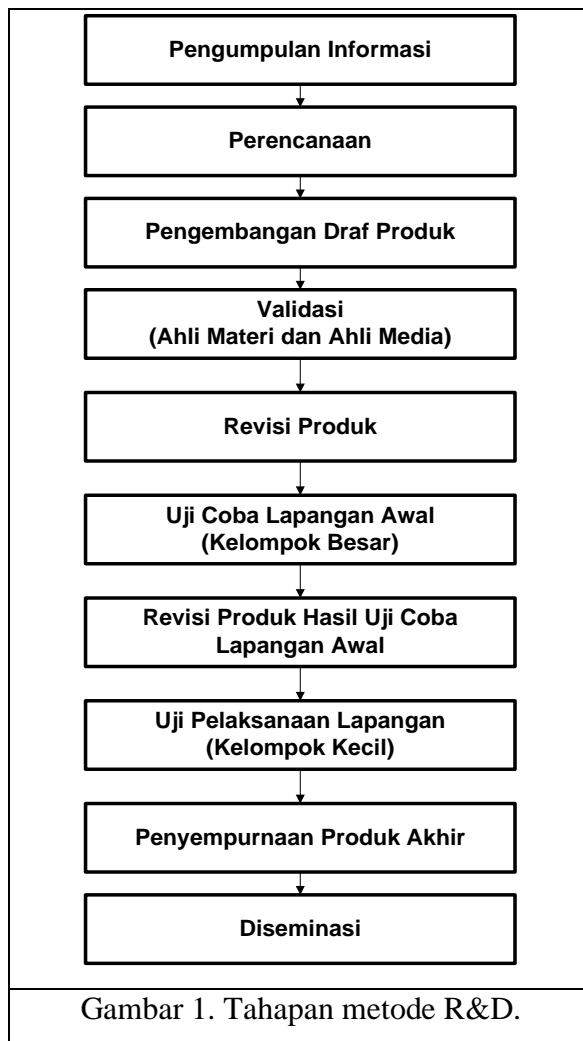 Pengumpulan Informasi
Perencanaan
Pengembangan Draf Produk
Validasi
(Ahli Materi dan Ahli Media)
Revisi Produk
Uji Coba Lapangan Awal
(Kelompok Besar)
Revisi Produk Hasil Uji Coba
Lapangan Awal
Uji Pelaksanaan Lapangan
(Kelompok Kecil)
Penyempurnaan Produk Akhir
Diseminasi
Gambar 1. Tahapan metode R&D.